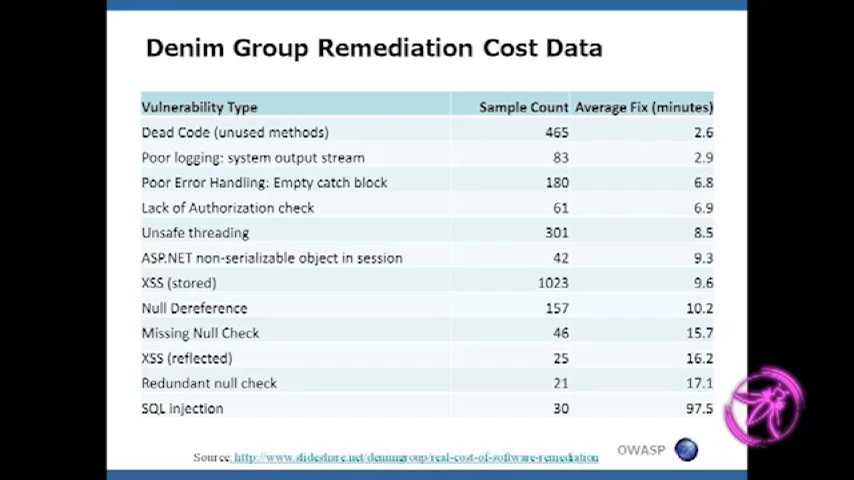 Denim Group Remediation Cost Data
Vulnerability Type Sample Count Average Fix (minutes)
Dead Code (unused methods) 465 2.6
Poor logging: system output stream 83 2.9
Poor Error Handling: Empty catch block 180 6.8
Lack of Authorization check 61 6.9
Unsafe threading 301 8.5
ASP.NET non-serializable object in session 42 9.3
XSS (stored) 1023 9.6
Null Dereference 157 10.2
Missing Null Check 46 15.7
XSS (reflected) 25 16.2
Redundant null check 21 17.1
SQL injection 30 97.5
Source: http://www.slideshare.net/denimgroup/real-cost-of-software-remediation
OWASP